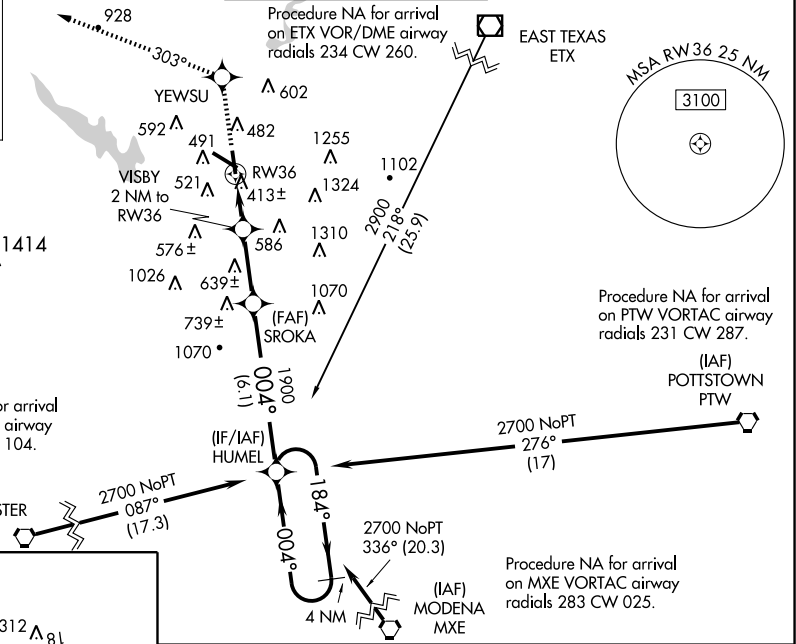 Procedure NA for arrival
on ETX VOR/DME airway
radials 234 CW 260.
EAST TEXAS
ETX
MSA RW36 25 NM
3100
928
303°
YEWSU
602
592
482
491
1255
RW36
1102
VISBY
2 NM to
RW36
521
413±
1324
2900
218°
(25.9)
1414
576±
586
1310
1026
639±
1070
739±
(FAF)
SROKA
1070
Procedure NA for arrival
on PTW VORTAC airway
radials 231 CW 287.
(IAF)
POTTSTOWN
PTW
1900
004°
(6.1)
or arrival
airway
104.
(IF/IAF)
HUMEL
2700 NoPT
276°
(17)
STER
2700 NoPT
087°
(17.3)
184°
004°
2700 NoPT
336° (20.3)
4 NM
(IAF)
MODENA
MXE
Procedure NA for arrival
on MXE VORTAC airway
radials 283 CW 025.
312
81